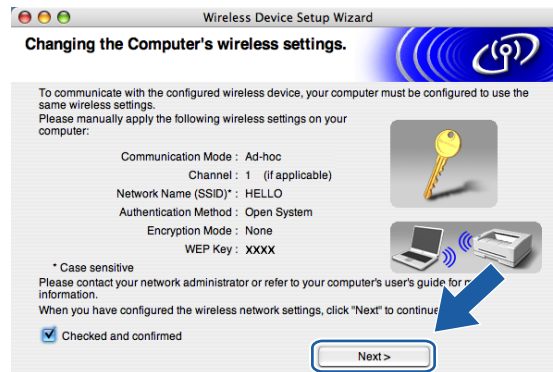 Wireless Device Setup Wizard
Changing the Computer's wireless settings.
To communicate with the configured wireless device, your computer must be configured to use the
same wireless settings.
Please manually apply the following wireless settings on your
computer:
Communication Mode : Ad-hoc
Channel : 1 (if applicable)
Network Name (SSID)* : HELLO
Authentication Method : Open System
Encryption Mode : None
WEP Key : XXXX
* Case sensitive
Please contact your network administrator or refer to your computer's user's guide for
information.
When you have configured the wireless network settings, click "Next" to continue
Checked and confirmed
Next >